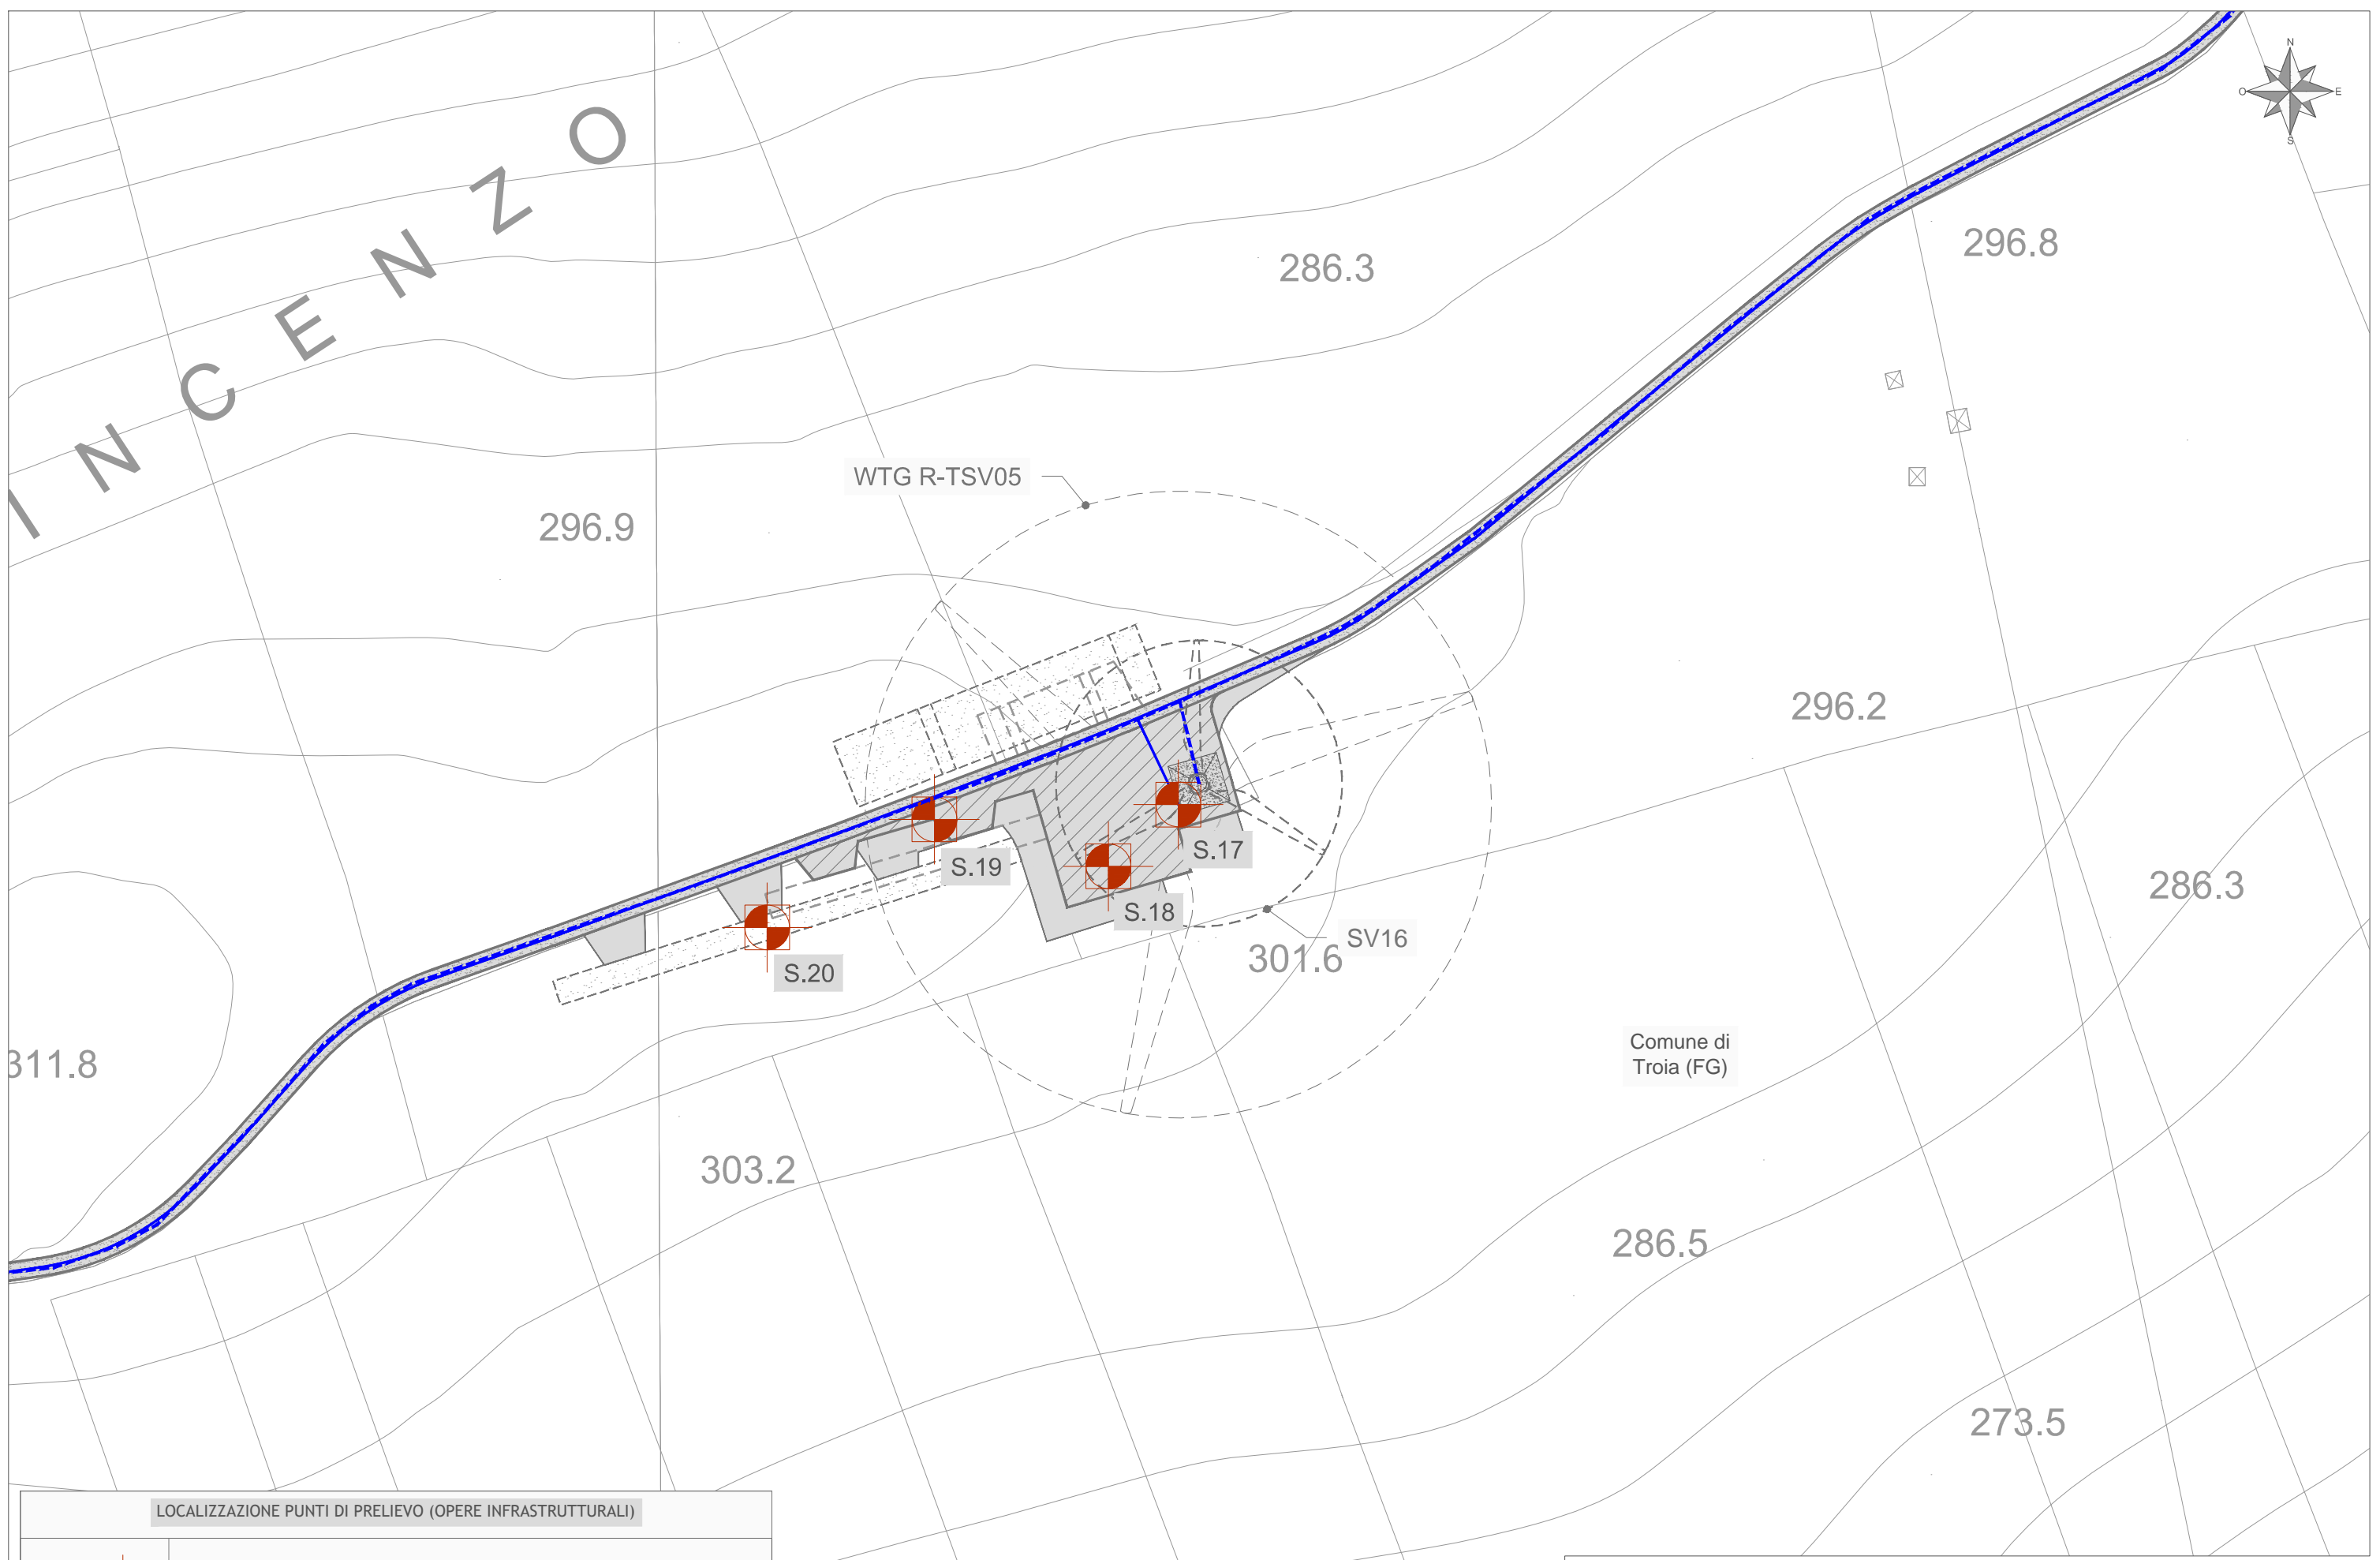 N
O E
S
INCENZO
296.8
286.3
WTG R-TSV05
296.9
296.2
S.17
S.19
286.3
S.18
SV16
301.6
S.20
Comune di
Troia (FG)
311.8
303.2
286.5
273.5
LOCALIZZAZIONE PUNTI DI PRELIEVO (OPERE INFRASTRUTTURALI)